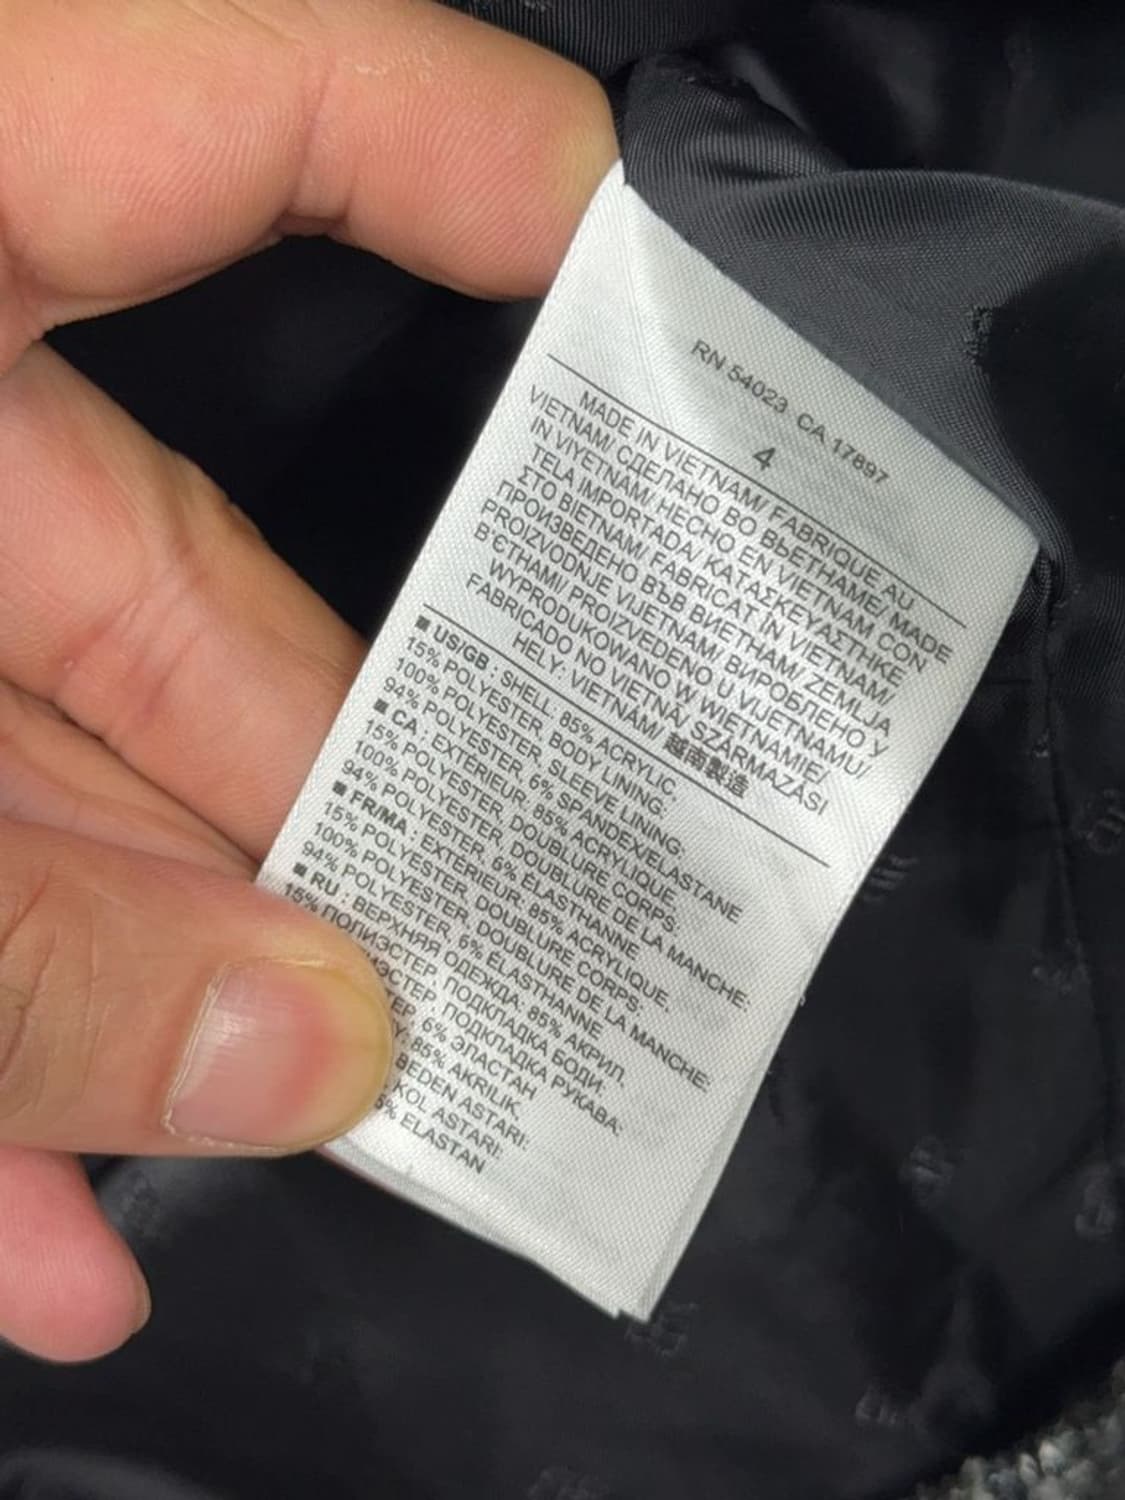 RN 54023 CA 17897
4
MADE IN VIETNAM/ FABRIQUE AU
VIETNAM/ СДЕЛАНО ВО ВЬЕТНАМЕ/ MADE
IN VIYETNAM/ HECHO EN VIETNAM CON
TELA IMPORTADA/ ΚΑΤΑΣΚΕΥΑΣΤΗΚΕ
ΣΤΟ ΒΙΕΤΝΑΜ/ FABRICAT ÎN VIETNAM/
ПРОИЗВЕДЕНО ВЪВ ВИЕТНАМ/ ZEMLJA
PROIZVODNJE VIJETNAM/ ВИРОБЛЕНО У
В'ЄТНАМІ/ PROIZVEDENO U VIJETNAMU/
WYPRODUKOWANO W WIETNAMIE/
FABRICADO NO VIETNÃ/ SZÁRMAZÁSI
HELY: VIETNÁM/ 越南製造
■ US/GB : SHELL: 85% ACRYLIC,
15% POLYESTER, BODY LINING:
100% POLYESTER, SLEEVE LINING:
94% POLYESTER, 6% SPANDEX/ELASTANE
■ CA : EXTÉRIEUR: 85% ACRYLIQUE,
15% POLYESTER, DOUBLURE CORPS:
100% POLYESTER, DOUBLURE DE LA MANCHE:
94% POLYESTER, 6% ÉLASTHANNE
■ FR/MA : EXTÉRIEUR: 85% ACRYLIQUE,
15% POLYESTER, DOUBLURE CORPS:
100% POLYESTER, DOUBLURE DE LA MANCHE:
94% POLYESTER, 6% ÉLASTHANNE
■ RU : ВЕРХНЯЯ ОДЕЖДА: 85% АКРИЛ,
15% ПОЛИЭСТЕР, ПОДКЛАДКА БОДИ:
ПОДКЛАДКА РУКАВА:
6% ЭЛАСТАН
85% AKRILIK,
BEDEN ASTARI:
KOL ASTARI:
ELASTAN